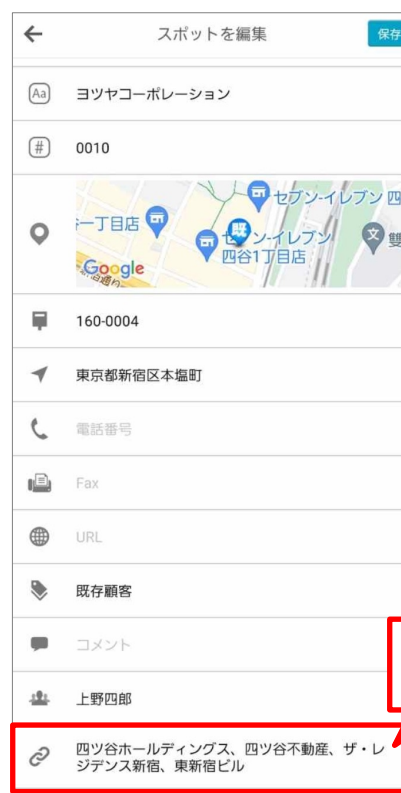 スポットを編集
保存
Aa
ヨツヤコーポレーション
#
0010
セブン-イレブン 四
一丁目店
既
セブン-イレブン
四谷1丁目店
文
雙
Google
160-0004
東京都新宿区本塩町
電話番号
Fax
URL
既存顧客
コメント
上野四郎
四ツ谷ホールディングス、四ツ谷不動産、ザ・レ
ジデンス新宿、東新宿ビル